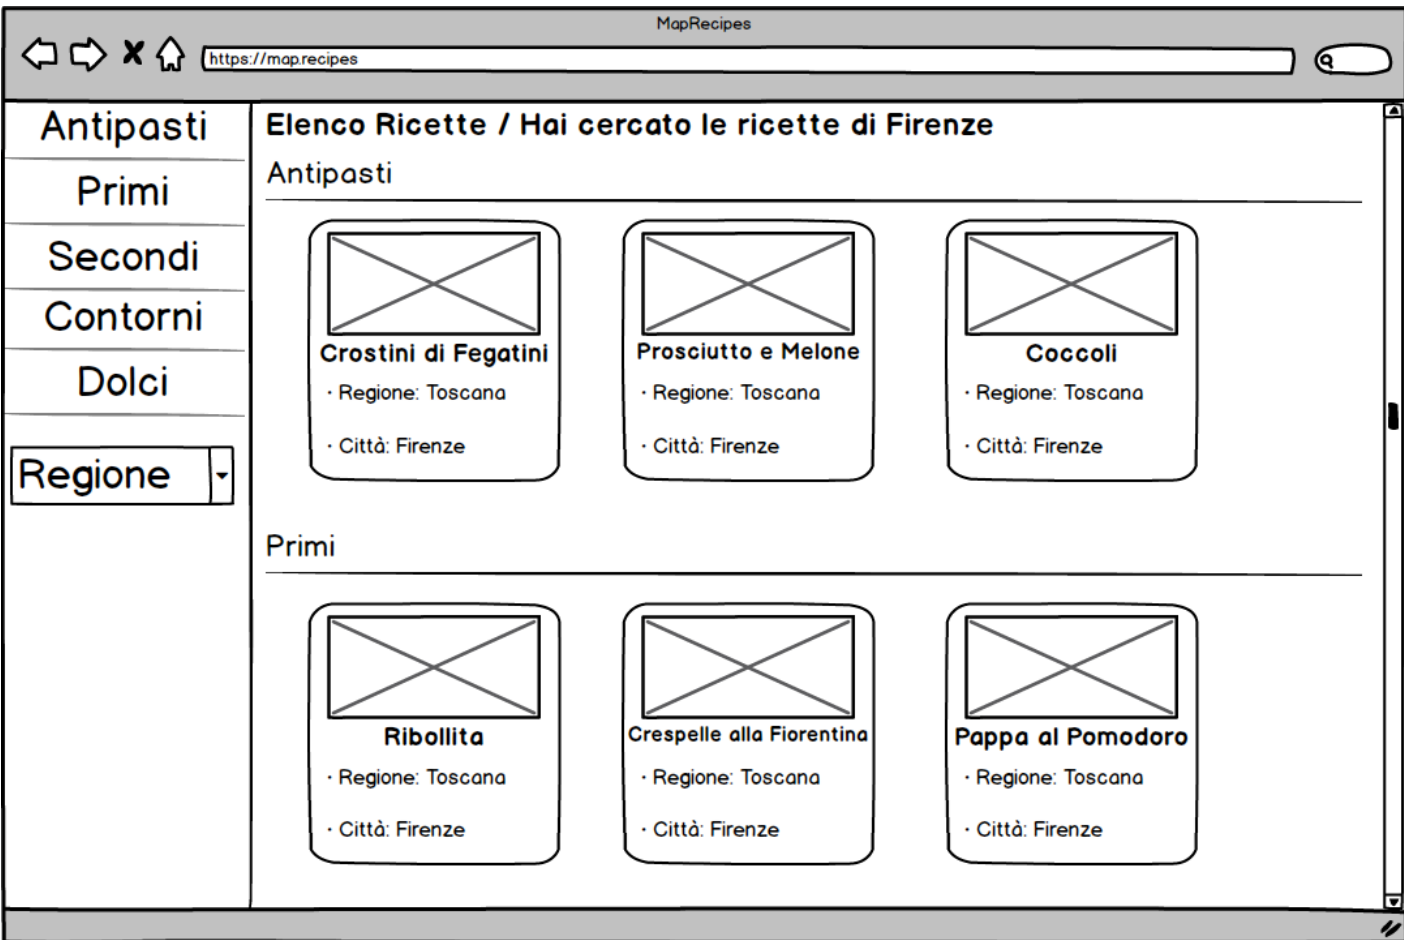 MapRecipes
https://map.recipes
Antipasti
Primi
Secondi
Contorni
Dolci
Regione
Elenco Ricette / Hai cercato le ricette di Firenze
Antipasti
Crostini di Fegatini
· Regione: Toscana
· Città: Firenze
Prosciutto e Melone
· Regione: Toscana
· Città: Firenze
Coccoli
· Regione: Toscana
· Città: Firenze
Primi
Ribollita
· Regione: Toscana
· Città: Firenze
Crespelle alla Fiorentina
· Regione: Toscana
· Città: Firenze
Pappa al Pomodoro
· Regione: Toscana
· Città: Firenze